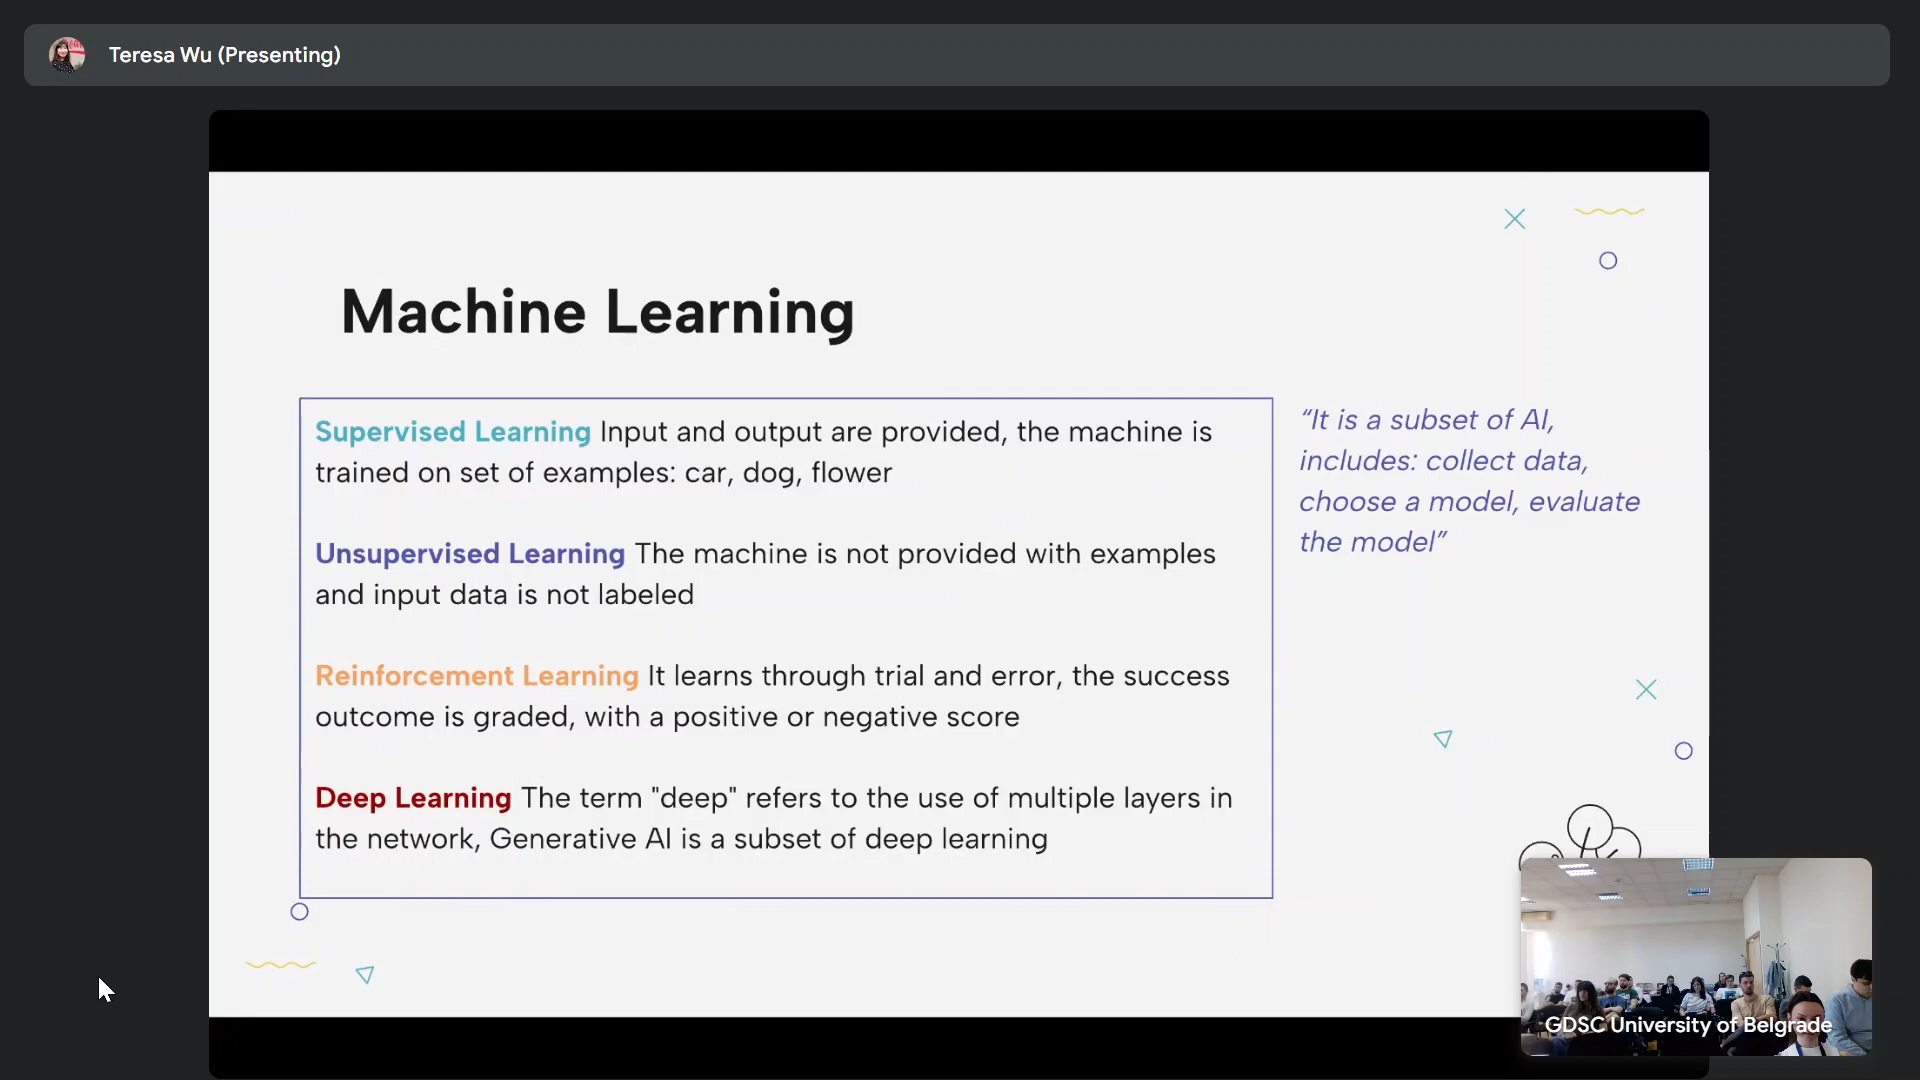 Teresa Wu (Presenting)
Machine Learning
Supervised Learning Input and output are provided, the machine is
trained on set of examples: car, dog, flower
Unsupervised Learning The machine is not provided with examples
and input data is not labeled
Reinforcement Learning It learns through trial and error, the success
outcome is graded, with a positive or negative score
Deep Learning The term "deep" refers to the use of multiple layers in
the network, Generative AI is a subset of deep learning
“It is a subset of AI,
includes: collect data,
choose a model, evaluate
the model”
GDSC University of Belgrade